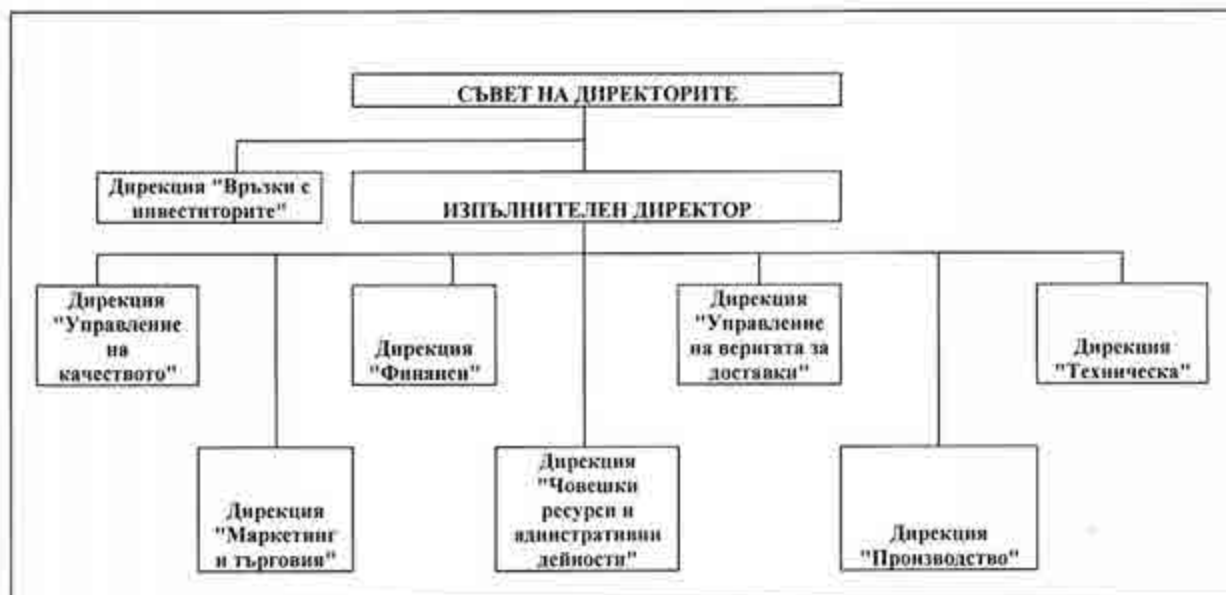 СЪВЕТ НА ДИРЕКТОРИТЕ
Дирекция "Връзки с
инвеститорите"
ИЗПЪЛНИТЕЛЕН ДИРЕКТОР
Дирекция
"Управление
на
качеството"
Дирекция
"Финанси"
Дирекция
"Управление
на веригата за
доставки"
Дирекция
"Техническа"
Дирекция
"Маркетинг
и търговия"
Дирекция
"Човешки
ресурси и
адинстративни
дейности"
Дирекция
"Производство"